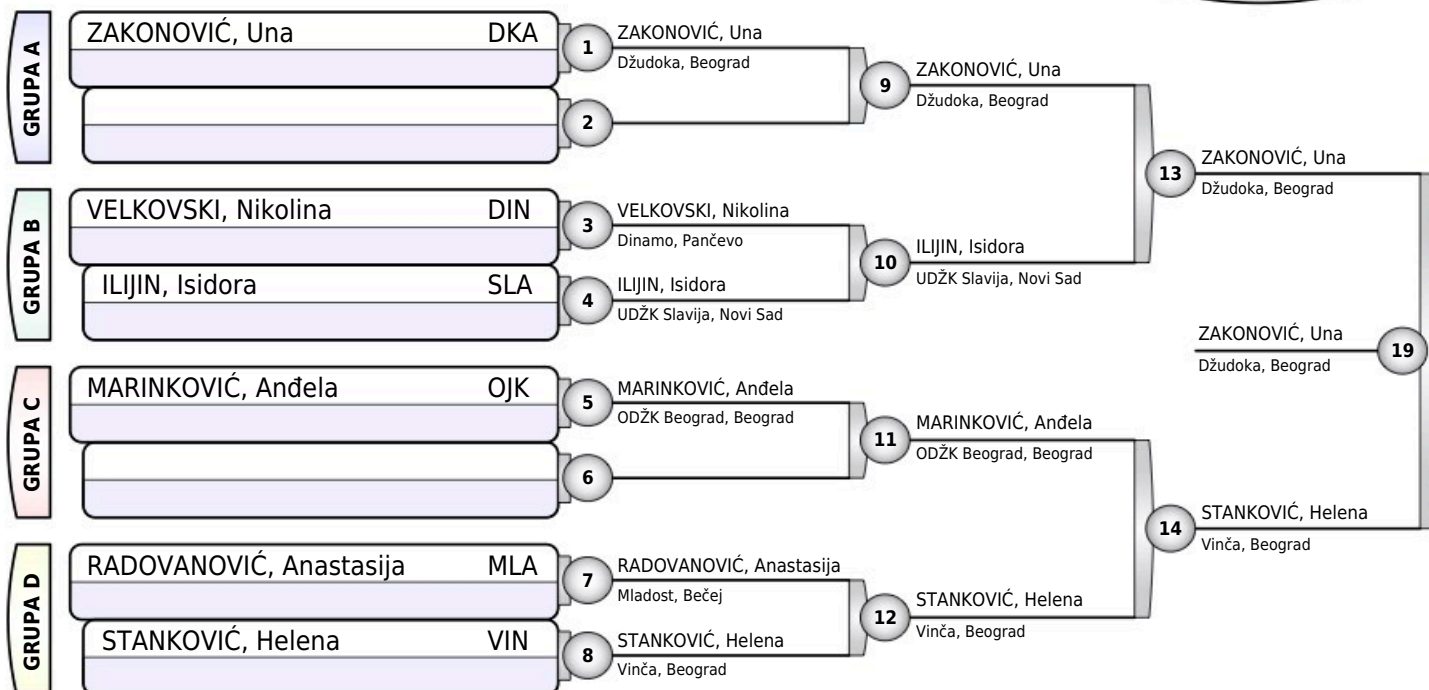 GRUPA A
ZAKONOVIĆ, Una DKA
1
ZAKONOVIĆ, Una
Džudoka, Beograd
2
9
ZAKONOVIĆ, Una
Džudoka, Beograd
GRUPA B
VELKOVSKI, Nikolina DIN
3
VELKOVSKI, Nikolina
Dinamo, Pančevo
ILIJIN, Isidora SLA
4
ILIJIN, Isidora
UDŽK Slavija, Novi Sad
10
ILIJIN, Isidora
UDŽK Slavija, Novi Sad
13
ZAKONOVIĆ, Una
Džudoka, Beograd
GRUPA C
MARINKOVIĆ, Anđela OJK
5
MARINKOVIĆ, Anđela
ODŽK Beograd, Beograd
6
11
MARINKOVIĆ, Anđela
ODŽK Beograd, Beograd
GRUPA D
RADOVANOVIĆ, Anastasija MLA
7
RADOVANOVIĆ, Anastasija
Mladost, Bečej
STANKOVIĆ, Helena VIN
8
STANKOVIĆ, Helena
Vinča, Beograd
12
STANKOVIĆ, Helena
Vinča, Beograd
14
STANKOVIĆ, Helena
Vinča, Beograd
ZAKONOVIĆ, Una
Džudoka, Beograd
19